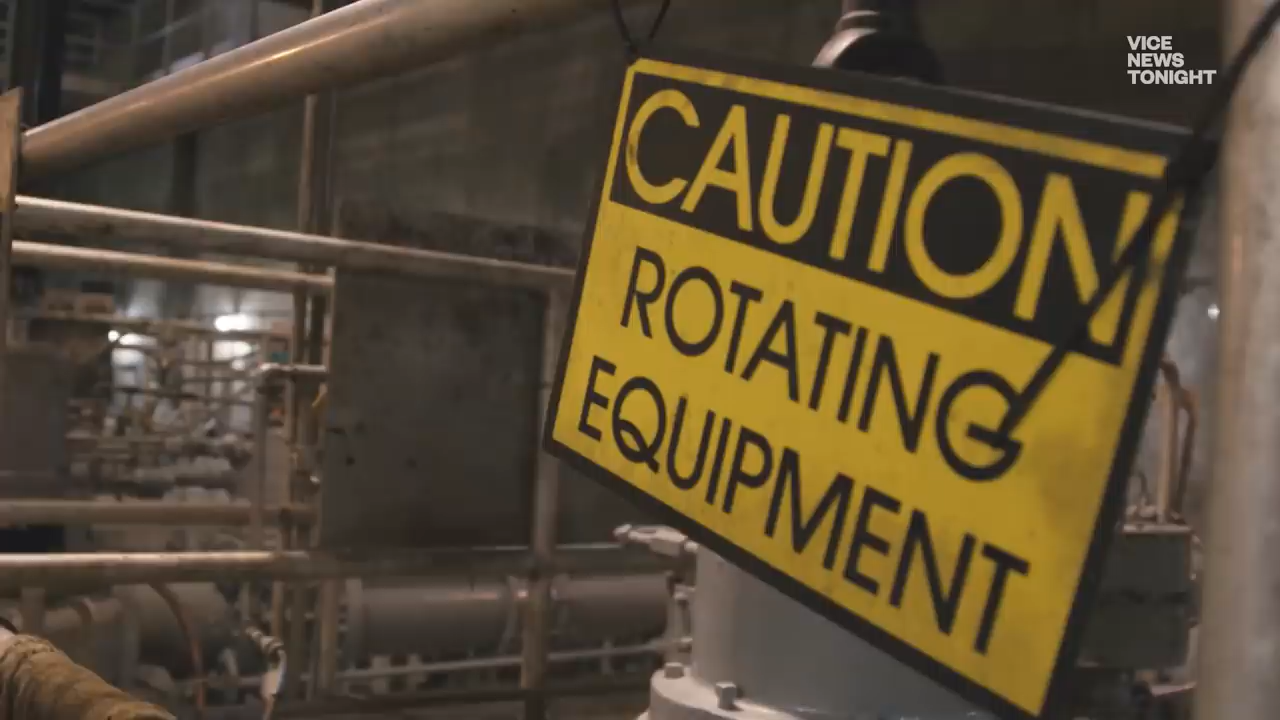 VICE
NEWS
TONIGHT
CAUTION
ROTATING
EQUIPMENT